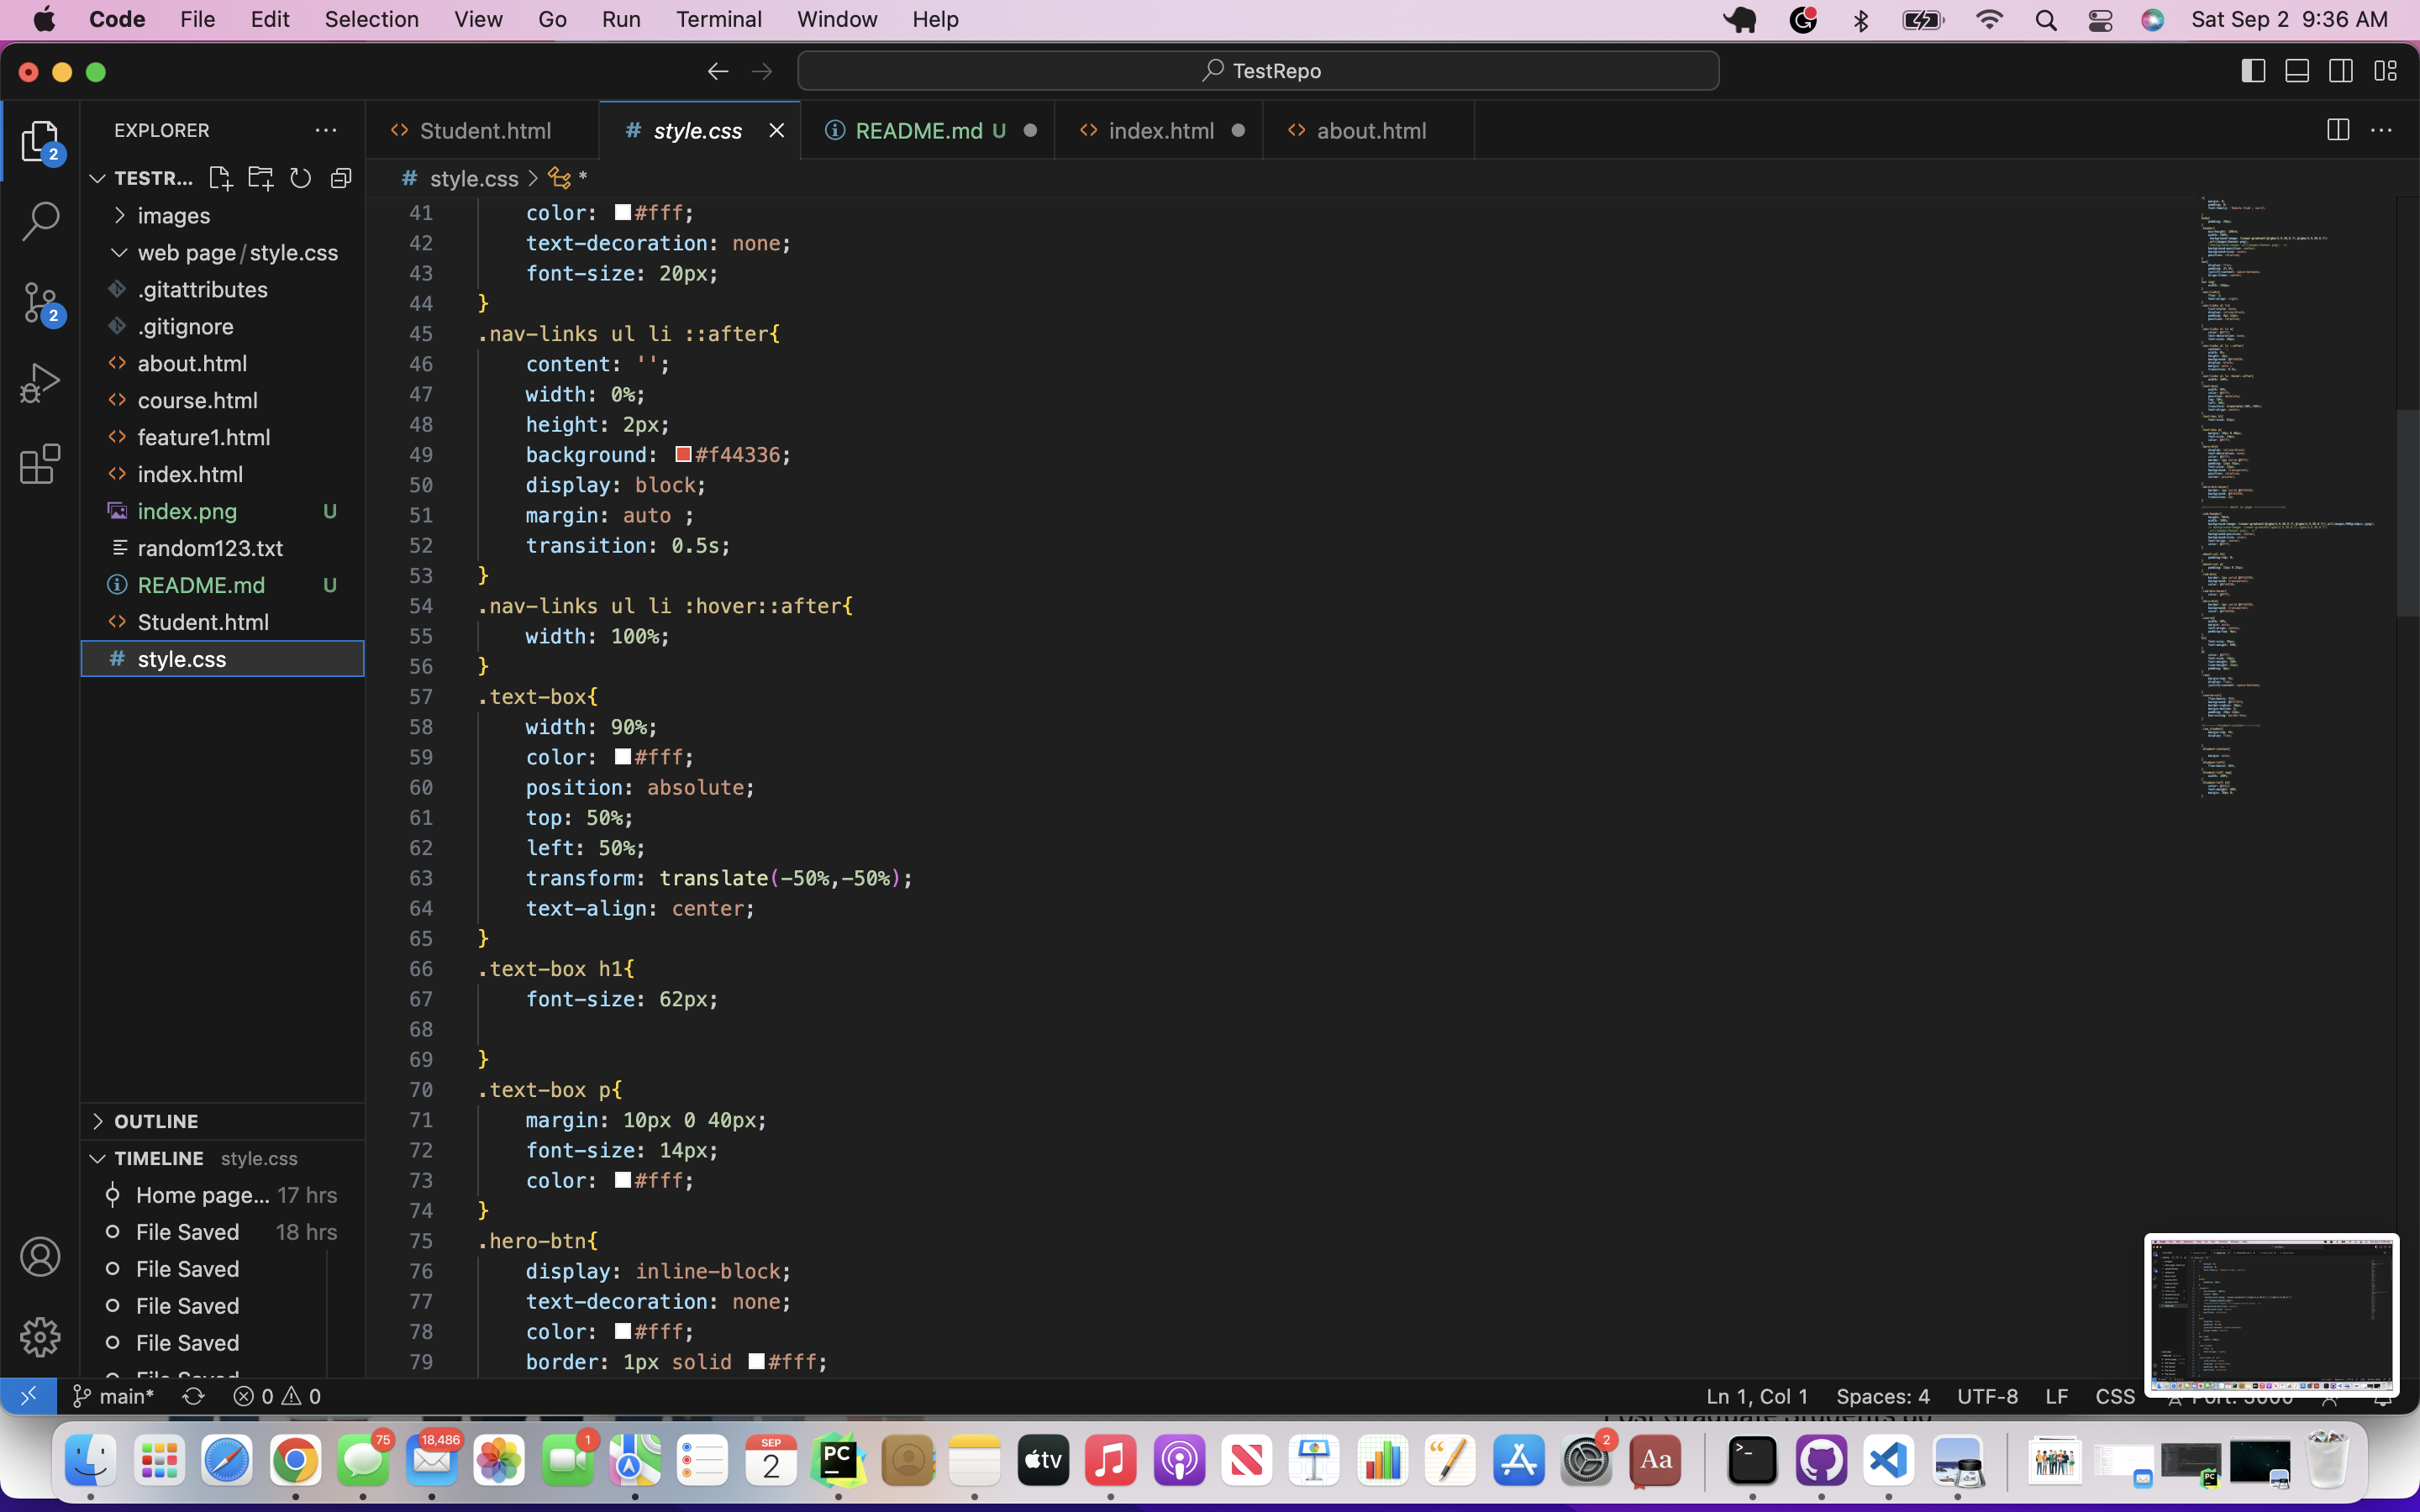 Code File Edit Selection View Go Run Terminal Window Help Sat Sep 2 9:36 AM
TestRepo
EXPLORER
Student.html
style.css
README.md U
index.html
about.html
TESTR...
style.css > *
images
web page/style.css
.gitattributes
.gitignore
about.html
course.html
feature1.html
index.html
index.png U
random123.txt
README.md U
Student.html
style.css
41 color: #fff;
42 text-decoration: none;
43 font-size: 20px;
44 }
45 .nav-links ul li ::after{
46 content: '';
47 width: 0%;
48 height: 2px;
49 background: #f44336;
50 display: block;
51 margin: auto ;
52 transition: 0.5s;
53 }
54 .nav-links ul li :hover::after{
55 width: 100%;
56 }
57 .text-box{
58 width: 90%;
59 color: #fff;
60 position: absolute;
61 top: 50%;
62 left: 50%;
63 transform: translate(-50%,-50%);
64 text-align: center;
65 }
66 .text-box h1{
67 font-size: 62px;
68
69 }
70 .text-box p{
71 margin: 10px 0 40px;
72 font-size: 14px;
73 color: #fff;
74 }
75 .hero-btn{
76 display: inline-block;
77 text-decoration: none;
78 color: #fff;
79 border: 1px solid #fff;
OUTLINE
TIMELINE style.css
Home page... 17 hrs
File Saved 18 hrs
File Saved
File Saved
File Saved
File Saved
main* 0 0
Ln 1, Col 1 Spaces: 4 UTF-8 LF CSS Port: 5000
75
18,486
1
SEP
2
PC
tv
2
Aa